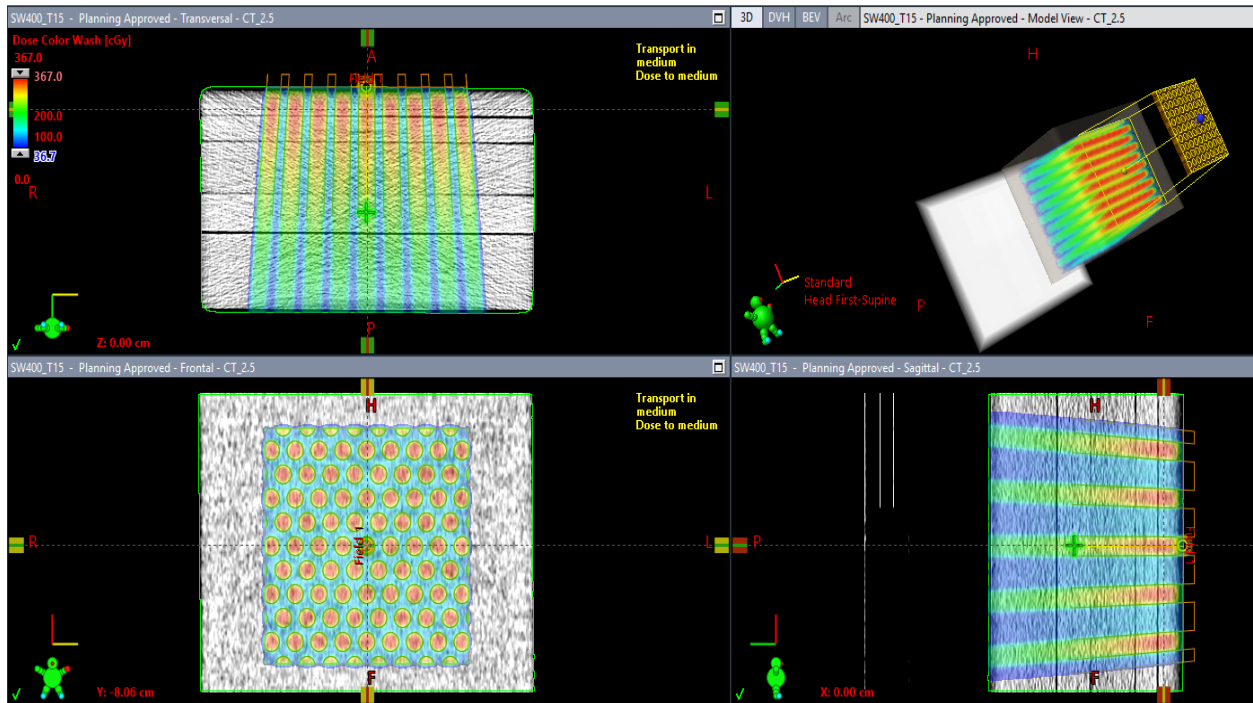 SW400_T15 - Planning Approved - Transversal - CT_2.5
Dose Color Wash [cGy]
367.0
367.0
200.0
100.0
36.7
0.0
Transport in
medium
Dose to medium
A
R
L
P
Z: 0.00 cm
3D DVH BEV Arc SW400_T15 - Planning Approved - Model View - CT_2.5
H
Standard
Head First-Supine
P
F
SW400_T15 - Planning Approved - Frontal - CT_2.5
Transport in
medium
Dose to medium
H
R
L
Field 1
F
Y: -8.06 cm
SW400_T15 - Planning Approved - Sagittal - CT_2.5
H
P
F
X: 0.00 cm